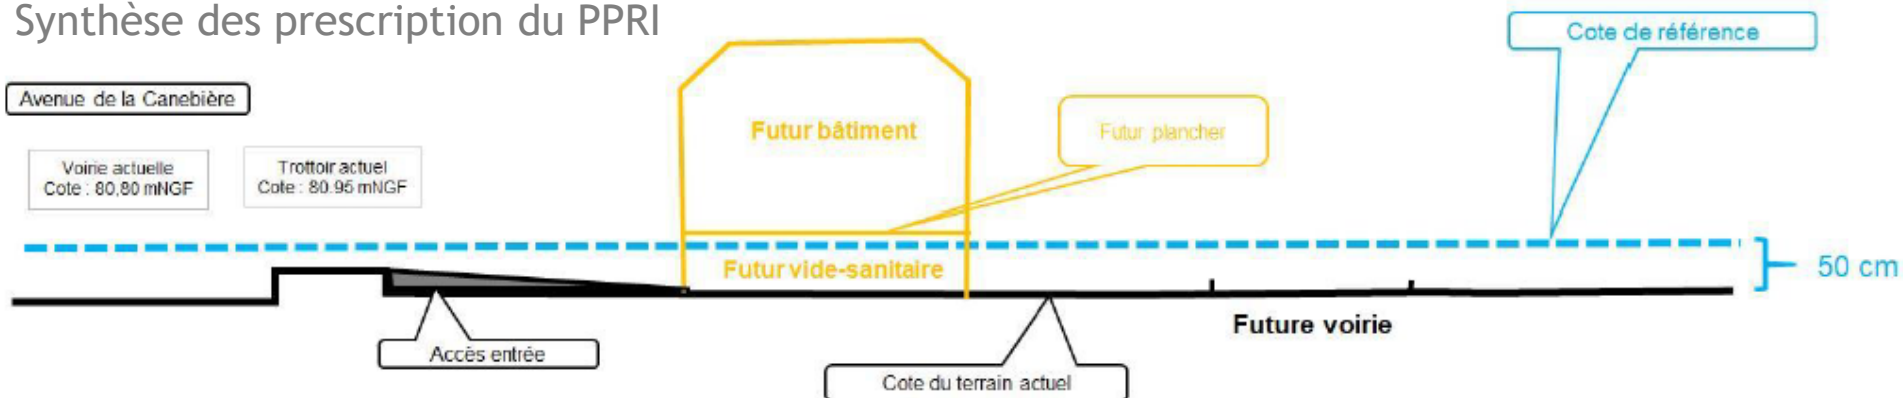 Synthèse des prescription du PPRI
Cote de référence
Avenue de la Canebière
Futur bâtiment
Futur plancher
Voirie actuelle
Cote : 80,80 mNGF
Trottoir actuel
Cote : 80.95 mNGF
Futur vide-sanitaire
50 cm
Future voirie
Accès entrée
Cote du terrain actuel